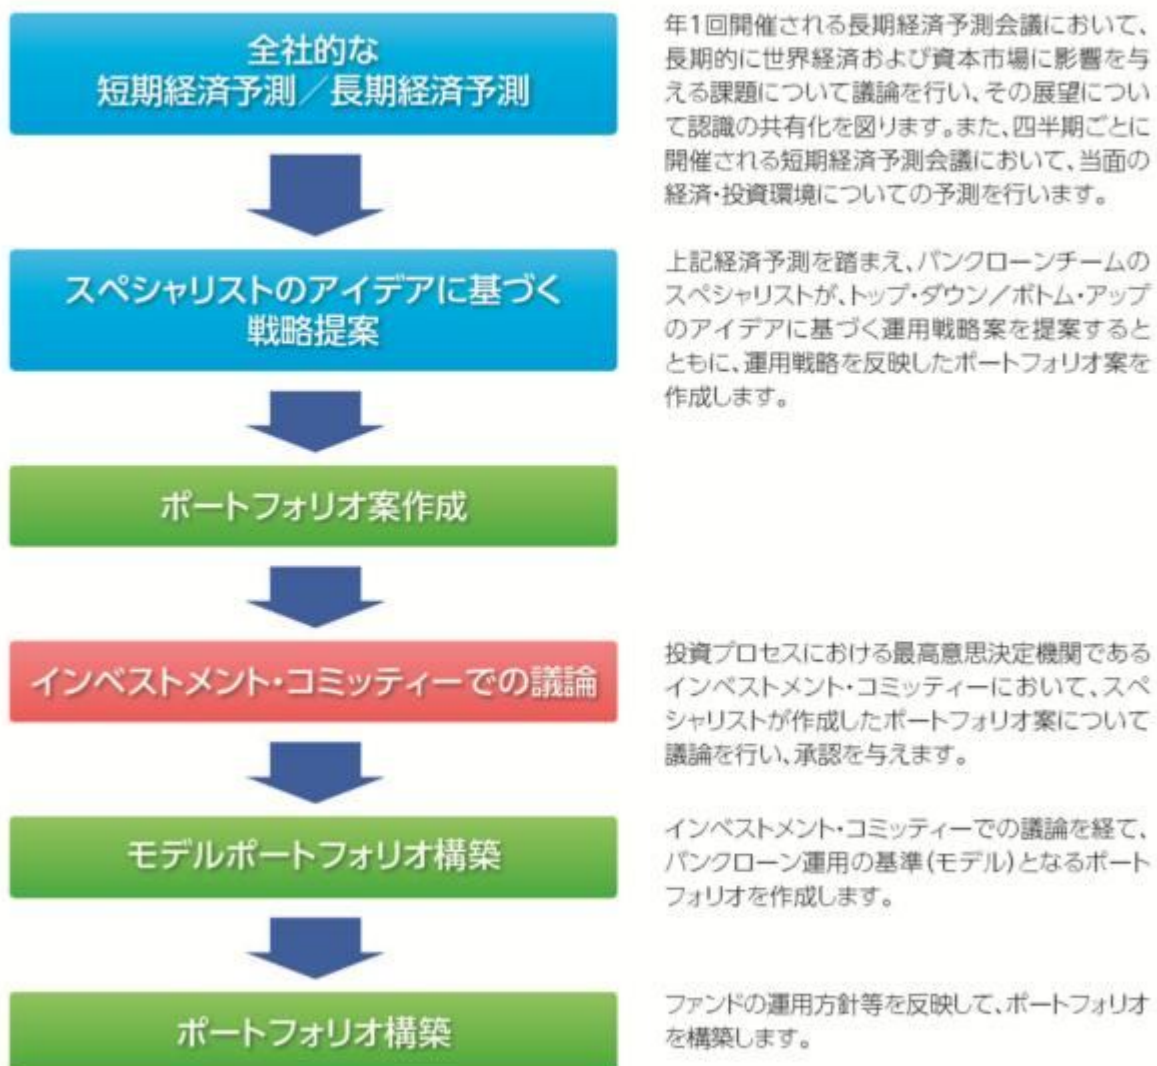 全社的な
短期経済予測／長期経済予測
年1回開催される長期経済予測会議において、
長期的に世界経済および資本市場に影響を与
える課題について議論を行い、その展望につい
て認識の共有化を図ります。また、四半期ごとに
開催される短期経済予測会議において、当面の
経済・投資環境についての予測を行います。
スペシャリストのアイデアに基づく
戦略提案
上記経済予測を踏まえ、バンクローンチームの
スペシャリストが、トップ・ダウン／ボトム・アップ
のアイデアに基づく運用戦略案を提案すると
ともに、運用戦略を反映したポートフォリオ案を
作成します。
ポートフォリオ案作成
インベストメント・コミッティーでの議論
投資プロセスにおける最高意思決定機関である
インベストメント・コミッティーにおいて、スペ
シャリストが作成したポートフォリオ案について
議論を行い、承認を与えます。
モデルポートフォリオ構築
インベストメント・コミッティーでの議論を経て、
バンクローン運用の基準(モデル)となるポート
フォリオを作成します。
ポートフォリオ構築
ファンドの運用方針等を反映して、ポートフォリオ
を構築します。